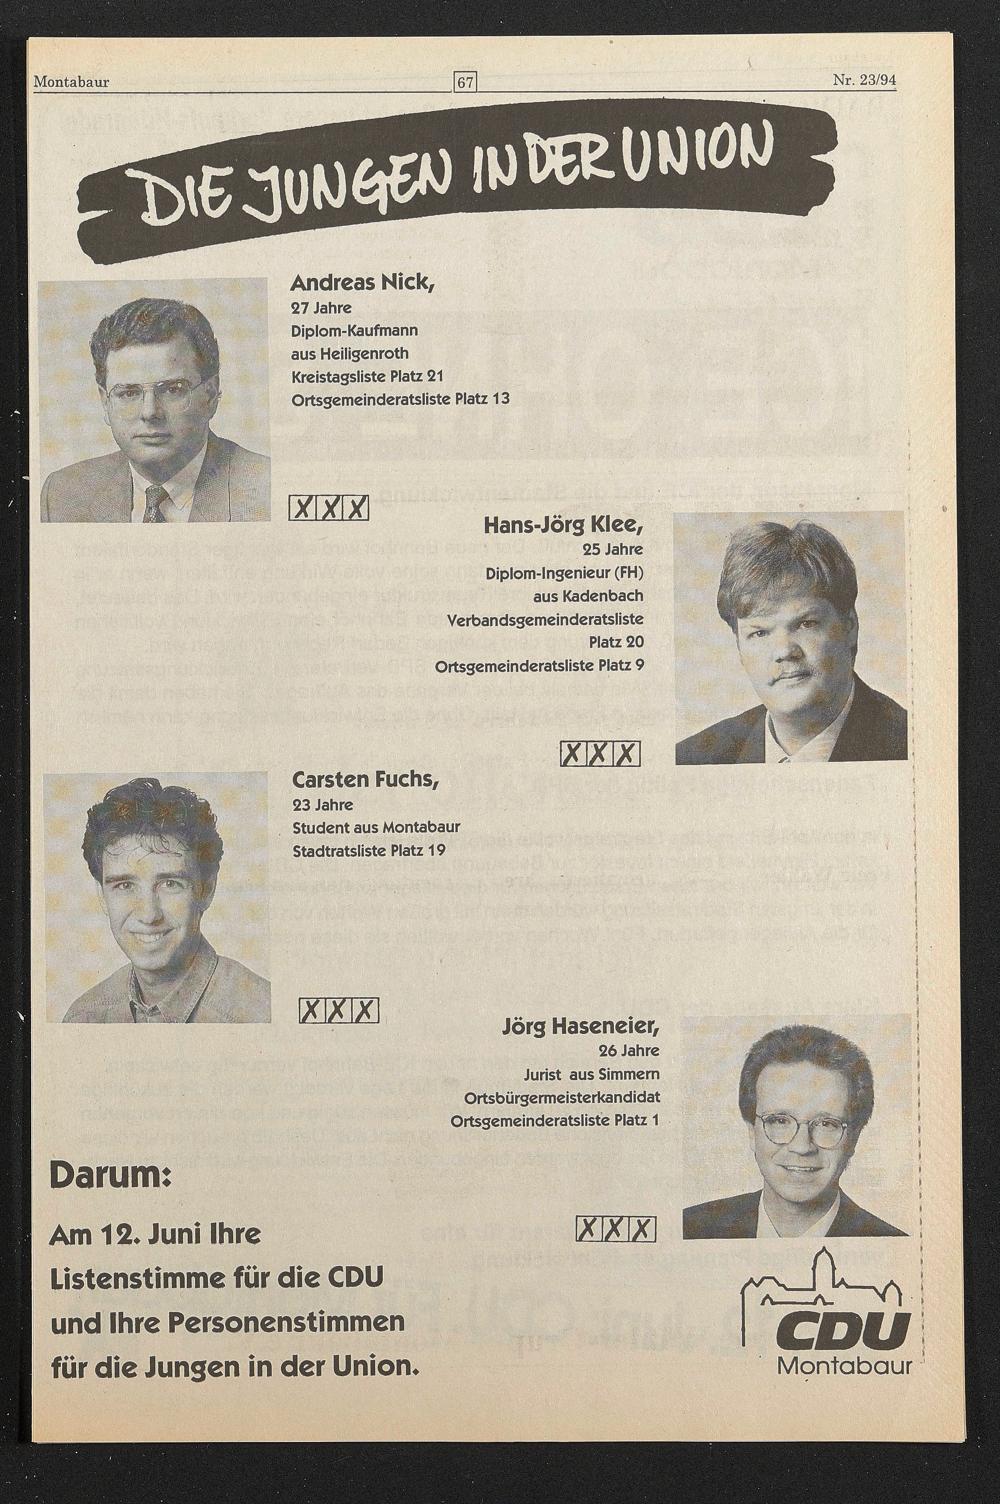 Montabaur 67 Nr. 23/94
DIE JUNGEN IN DER UNION
Andreas Nick,
27 Jahre
Diplom-Kaufmann
aus Heiligenroth
Kreistagsliste Platz 21
Ortsgemeinderatsliste Platz 13
XXX
Hans-Jörg Klee,
25 Jahre
Diplom-Ingenieur (FH)
aus Kadenbach
Verbandsgemeinderatsliste
Platz 20
Ortsgemeinderatsliste Platz 9
XXX
Carsten Fuchs,
23 Jahre
Student aus Montabaur
Stadtratsliste Platz 19
XXX
Jörg Haseneier,
26 Jahre
Jurist aus Simmern
Ortsbürgermeisterkandidat
Ortsgemeinderatsliste Platz 1
XXX
Darum:
Am 12. Juni Ihre
Listenstimme für die CDU
und Ihre Personenstimmen
für die Jungen in der Union.
CDU
Montabaur